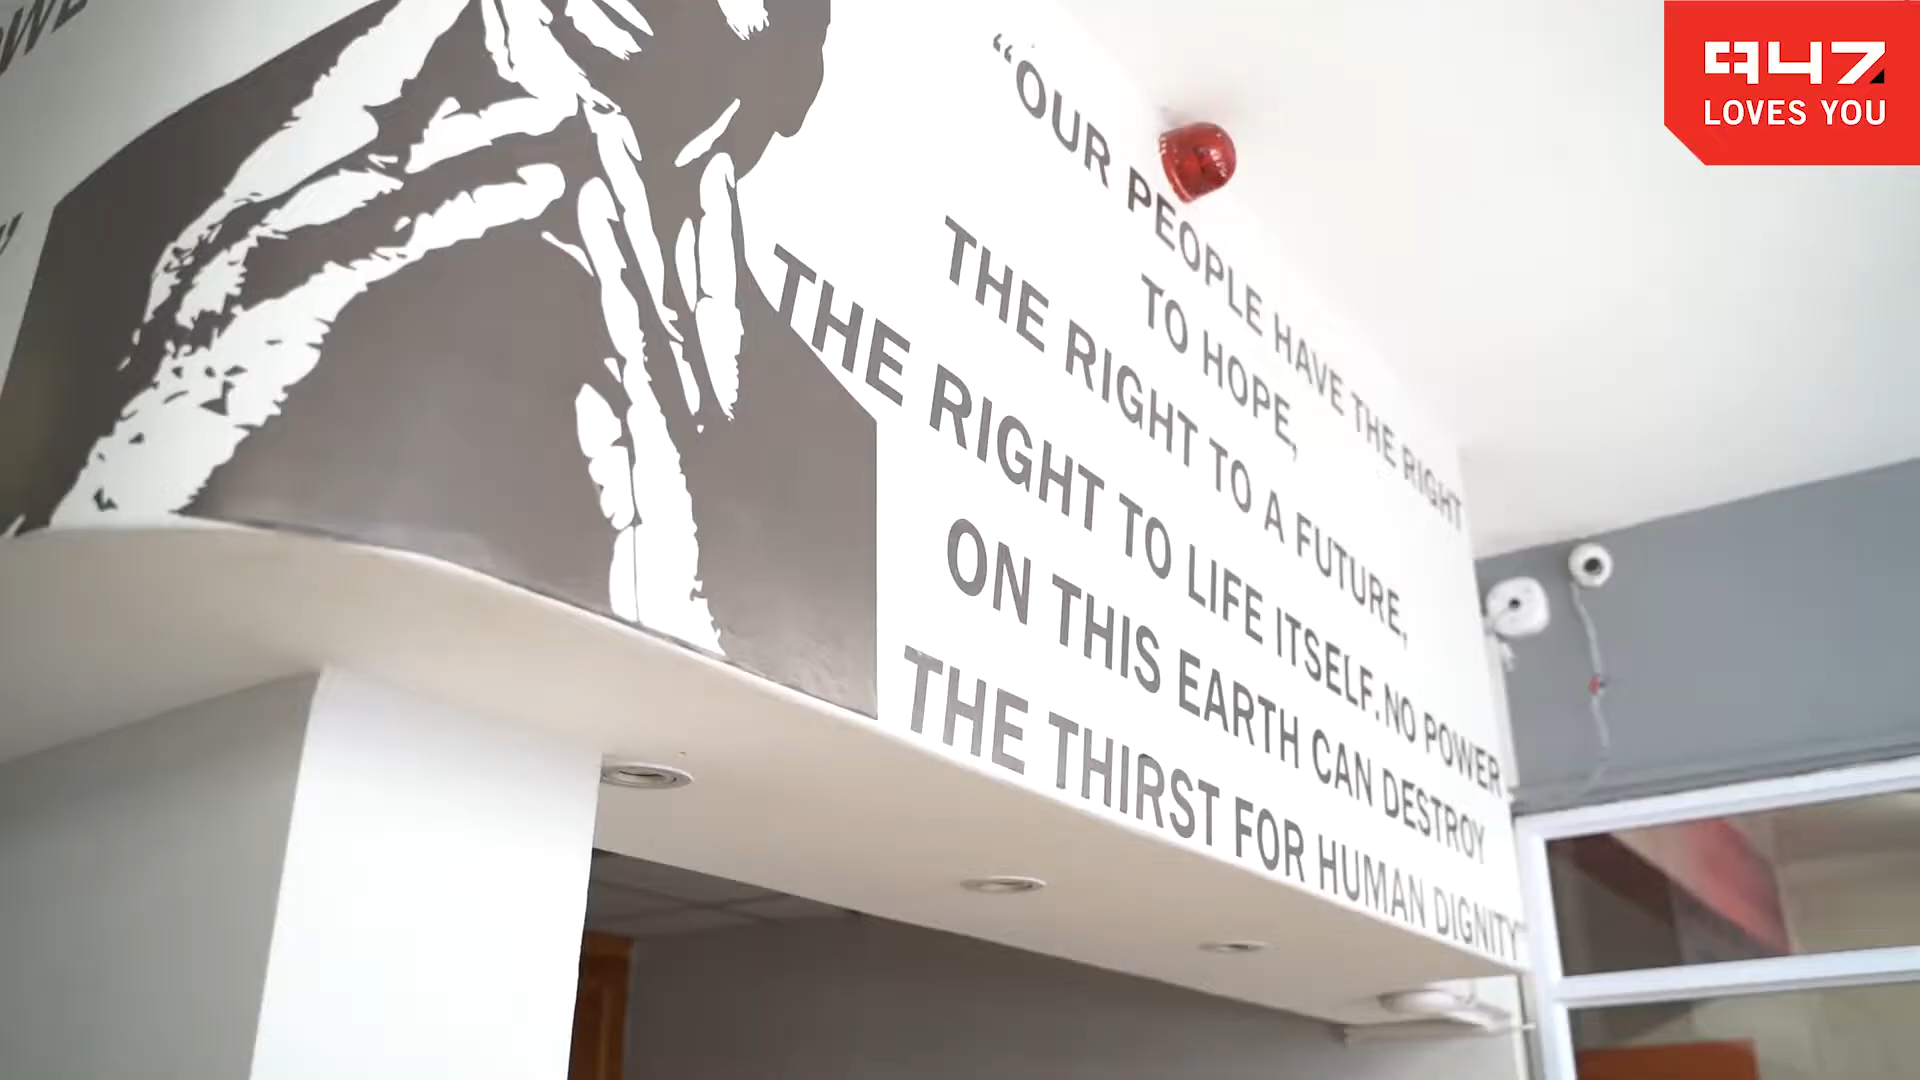 947
LOVES YOU
“OUR PEOPLE HAVE THE RIGHT
TO HOPE,
THE RIGHT TO A FUTURE,
THE RIGHT TO LIFE ITSELF. NO POWER
ON THIS EARTH CAN DESTROY
THE THIRST FOR HUMAN DIGNITY”